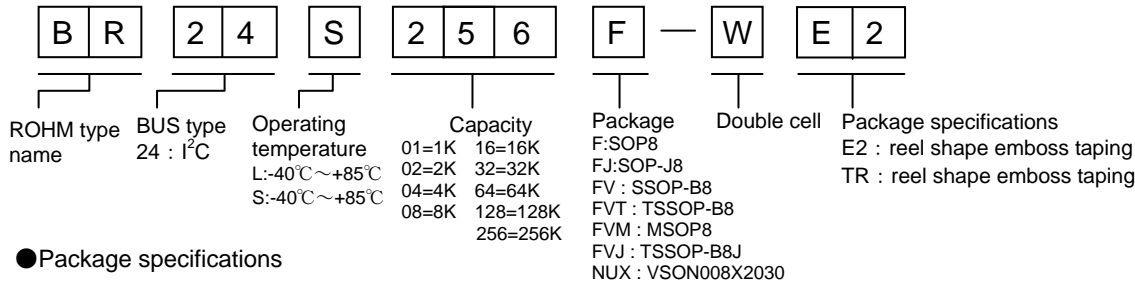 B R 2 4 S 2 5 6 F — W E 2
ROHM type name
BUS type
24 : I²C
Operating temperature
L:-40℃～+85℃
S:-40℃～+85℃
Capacity
01=1K 16=16K
02=2K 32=32K
04=4K 64=64K
08=8K 128=128K
256=256K
Package
F:SOP8
FJ:SOP-J8
FV : SSOP-B8
FVT : TSSOP-B8
FVM : MSOP8
FVJ : TSSOP-B8J
NUX : VSON008X2030
Double cell
Package specifications
E2 : reel shape emboss taping
TR : reel shape emboss taping
●Package specifications